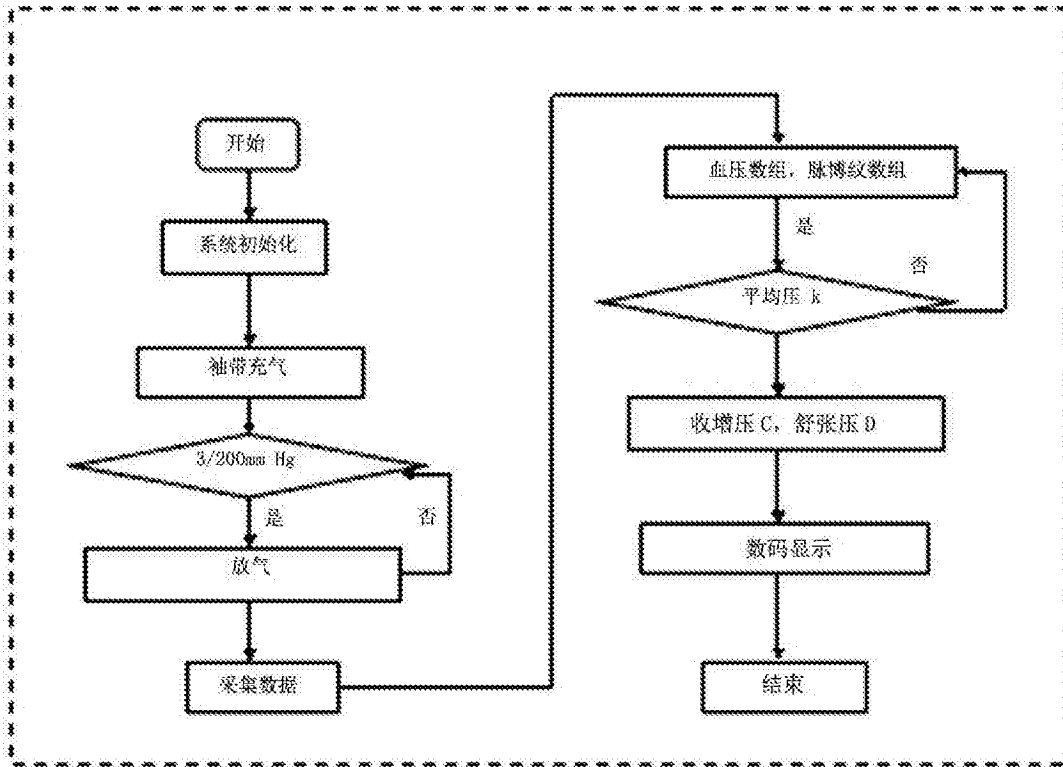 开始
系统初始化
袖带充气
3/200mm Hg
是
否
放气
采集数据
血压数组，脉博纹数组
是
否
平均压 k
收增压 C，舒张压 D
数码显示
结束